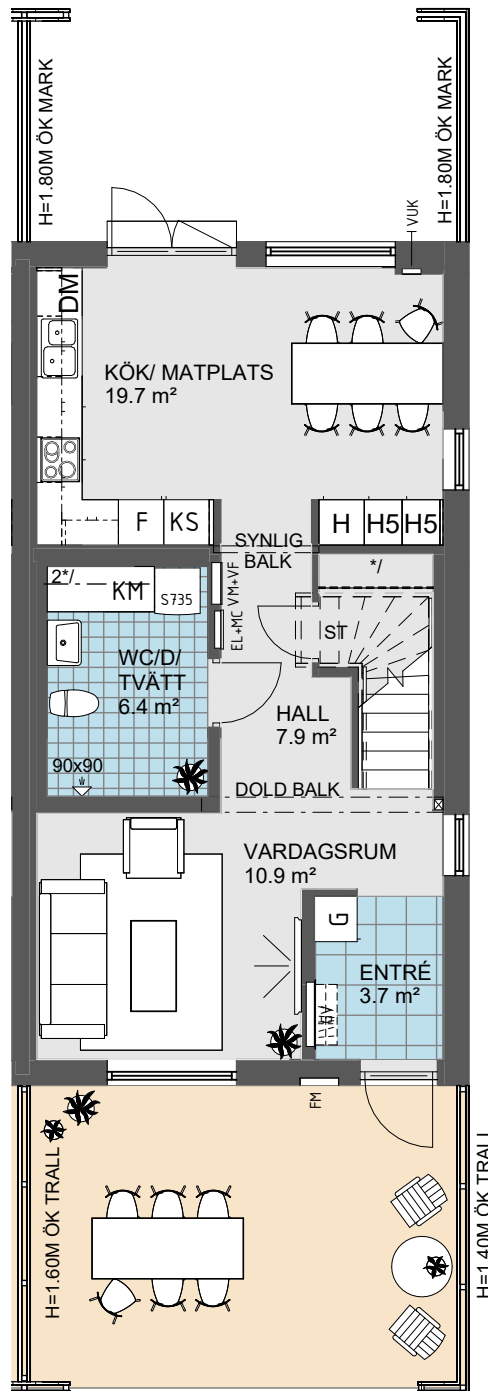 H=1.80M ÖK MARK
H=1.80M ÖK MARK
VUK
DM
KÖK/ MATPLATS
19.7 m²
F
KS
H
H5
H5
SYNLIG
BALK
2*/
KM
S735
EL+MC VM+VF
*/
ST
WC/D/
TVÄTT
6.4 m²
HALL
7.9 m²
90x90
DOLD BALK
VARDAGSRUM
10.9 m²
G
ENTRÉ
3.7 m²
HV
FM
H=1.60M ÖK TRALL
H=1.40M ÖK TRALL